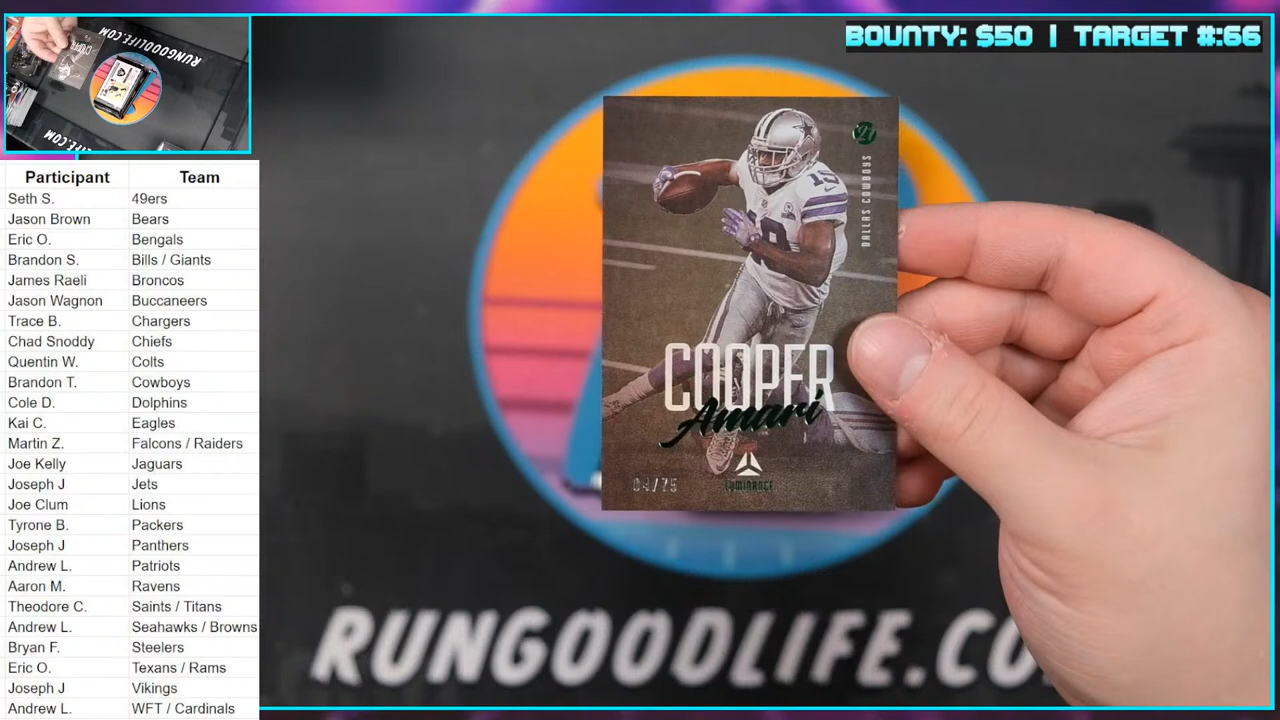 BOUNTY: $50 | TARGET #:66
RUNGOODLIFE.COM
Participant Team
Seth S. 49ers
Jason Brown Bears
Eric O. Bengals
Brandon S. Bills / Giants
James Raeli Broncos
Jason Wagnon Buccaneers
Trace B. Chargers
Chad Snoddy Chiefs
Quentin W. Colts
Brandon T. Cowboys
Cole D. Dolphins
Kai C. Eagles
Martin Z. Falcons / Raiders
Joe Kelly Jaguars
Joseph J Jets
Joe Clum Lions
Tyrone B. Packers
Joseph J Panthers
Andrew L. Patriots
Aaron M. Ravens
Theodore C. Saints / Titans
Andrew L. Seahawks / Browns
Bryan F. Steelers
Eric O. Texans / Rams
Joseph J Vikings
Andrew L. WFT / Cardinals
21
DALLAS COWBOYS
19
COOPER
Amari
LUMINANCE
RUNGOODLIFE.CO